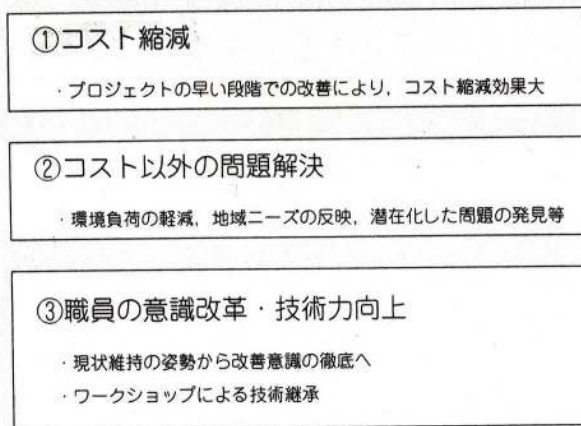 ①コスト縮減
・プロジェクトの早い段階での改善により，コスト縮減効果大
②コスト以外の問題解決
・環境負荷の軽減，地域ニーズの反映，潜在化した問題の発見等
③職員の意識改革・技術力向上
・現状維持の姿勢から改善意識の徹底へ
・ワークショップによる技術継承